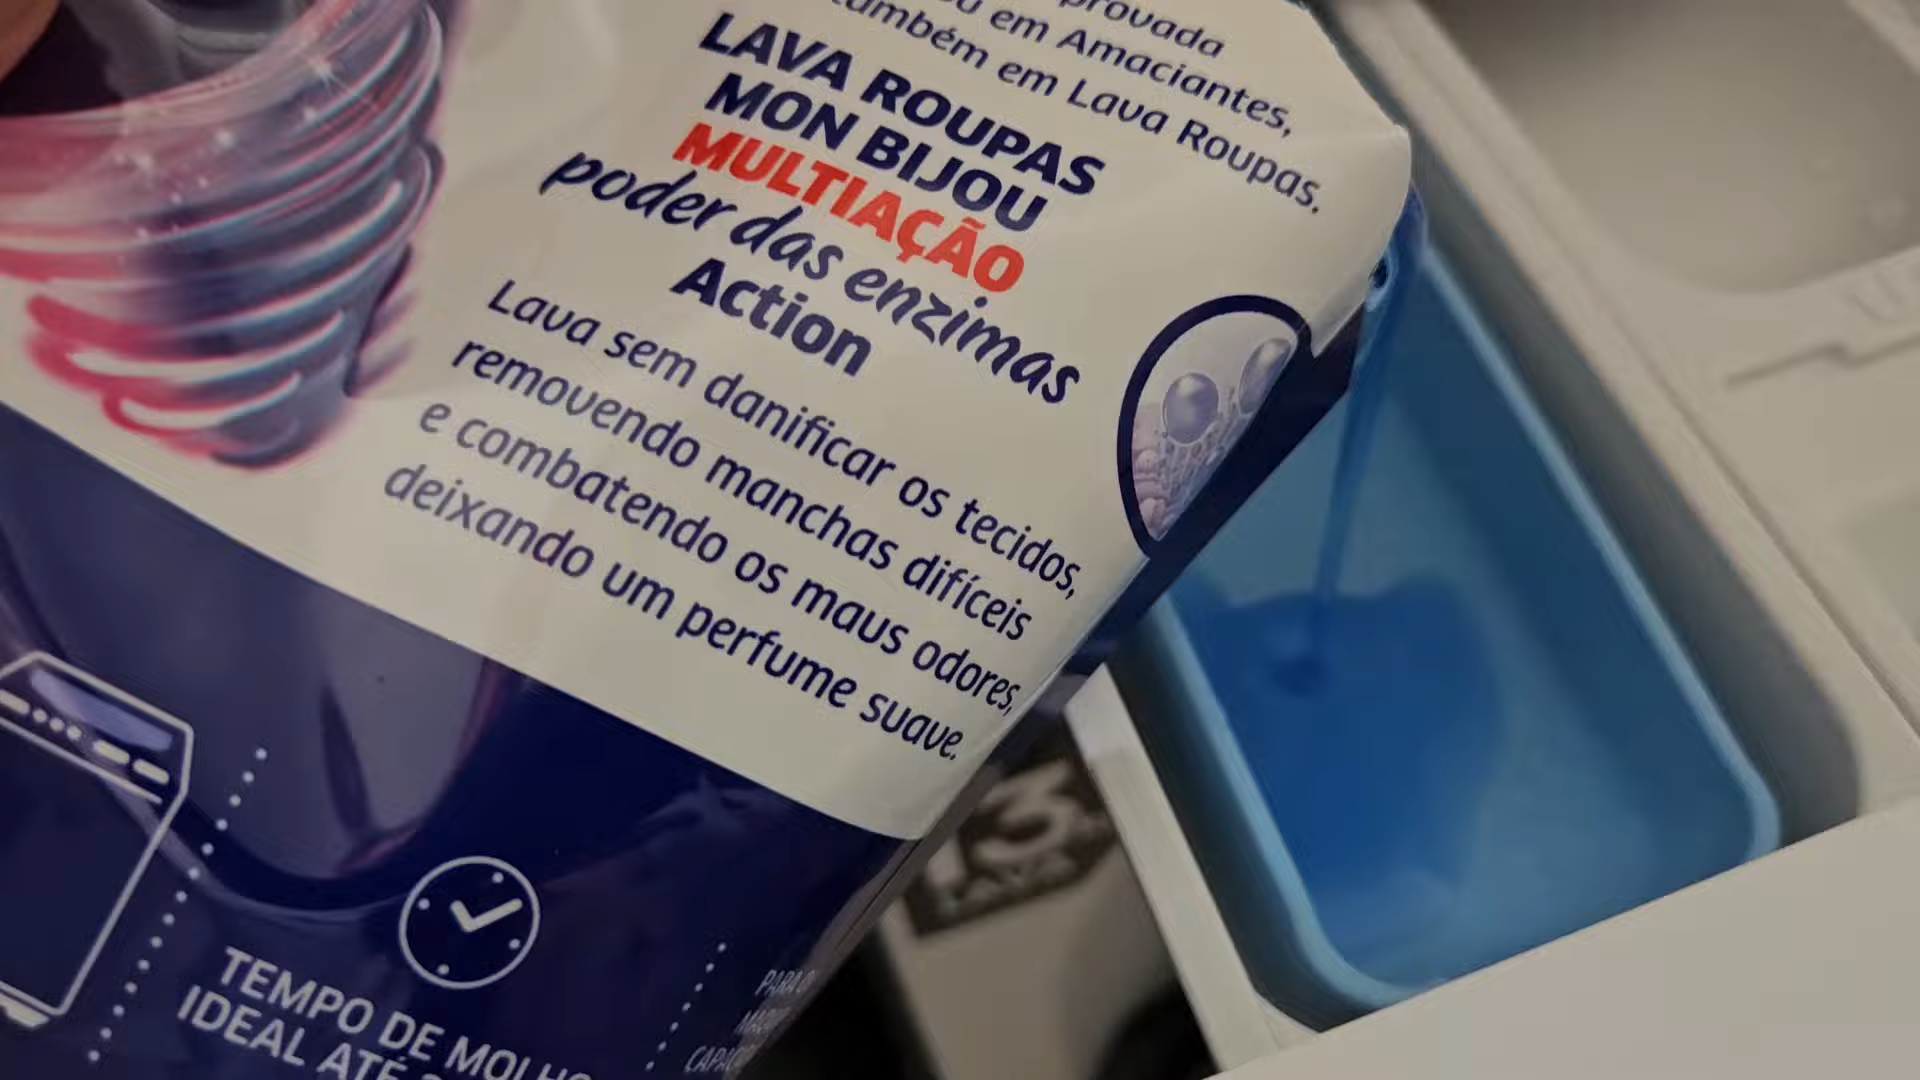 provada
em Amaciantes,
também em Lava Roupas.
LAVA ROUPAS
MON BIJOU
MULTIAÇÃO
poder das enzimas
Action
Lava sem danificar os tecidos,
removendo manchas difíceis
e combatendo os maus odores,
deixando um perfume suave.
TEMPO DE MOLHO
IDEAL ATÉ
PARA